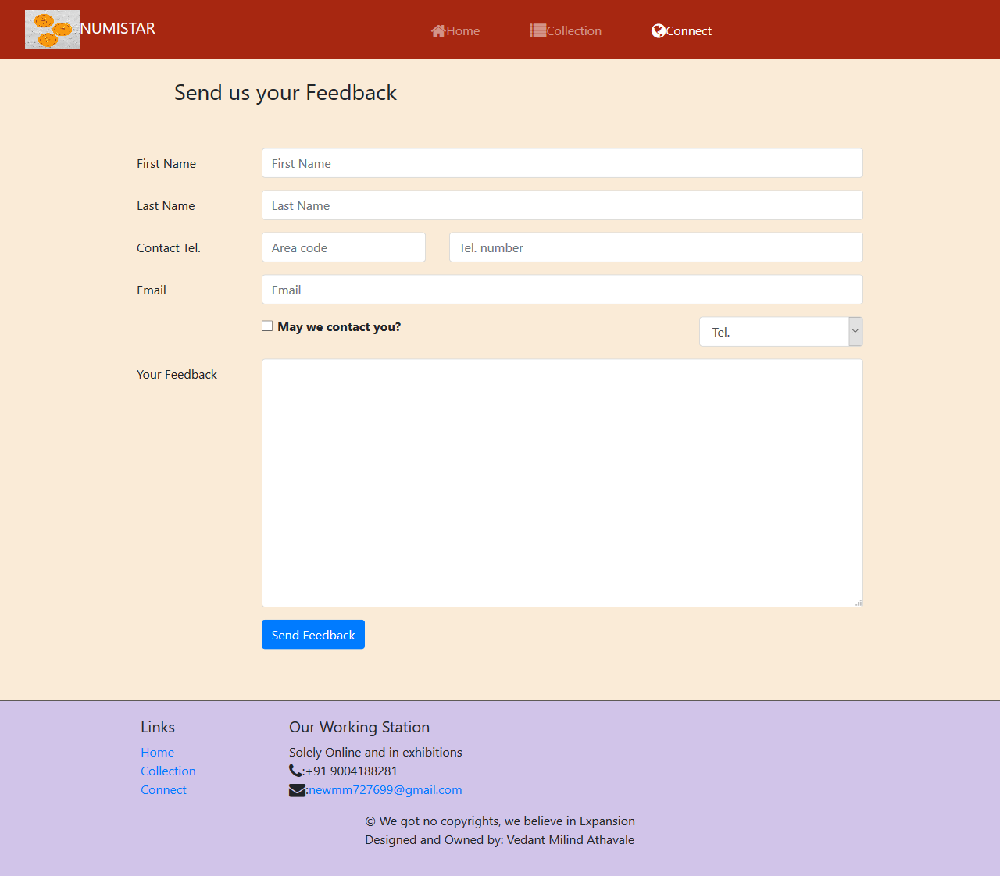 NUMISTAR
Home
Collection
Connect
Send us your Feedback
First Name
First Name
Last Name
Last Name
Contact Tel.
Area code
Tel. number
Email
Email
May we contact you?
Tel.
Your Feedback
Send Feedback
Links
Home
Collection
Connect
Our Working Station
Solely Online and in exhibitions
:+91 9004188281
:newmm727699@gmail.com
© We got no copyrights, we believe in Expansion
Designed and Owned by: Vedant Milind Athavale